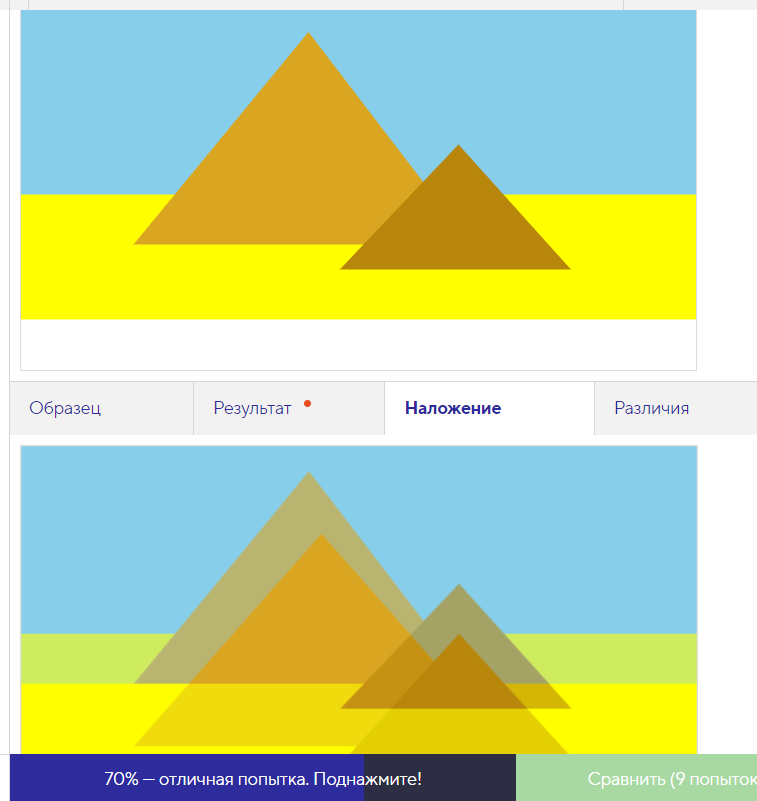 Образец
Результат
Наложение
Различия
70% — отличная попытка. Поднажмите!
Сравнить (9 попыток